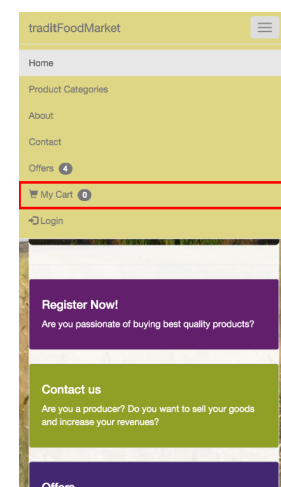 traditFoodMarket
Home
Product Categories
About
Contact
Offers 4
My Cart 0
Login
Register Now!
Are you passionate of buying best quality products?
Contact us
Are you a producer? Do you want to sell your goods
and increase your revenues?
Offers